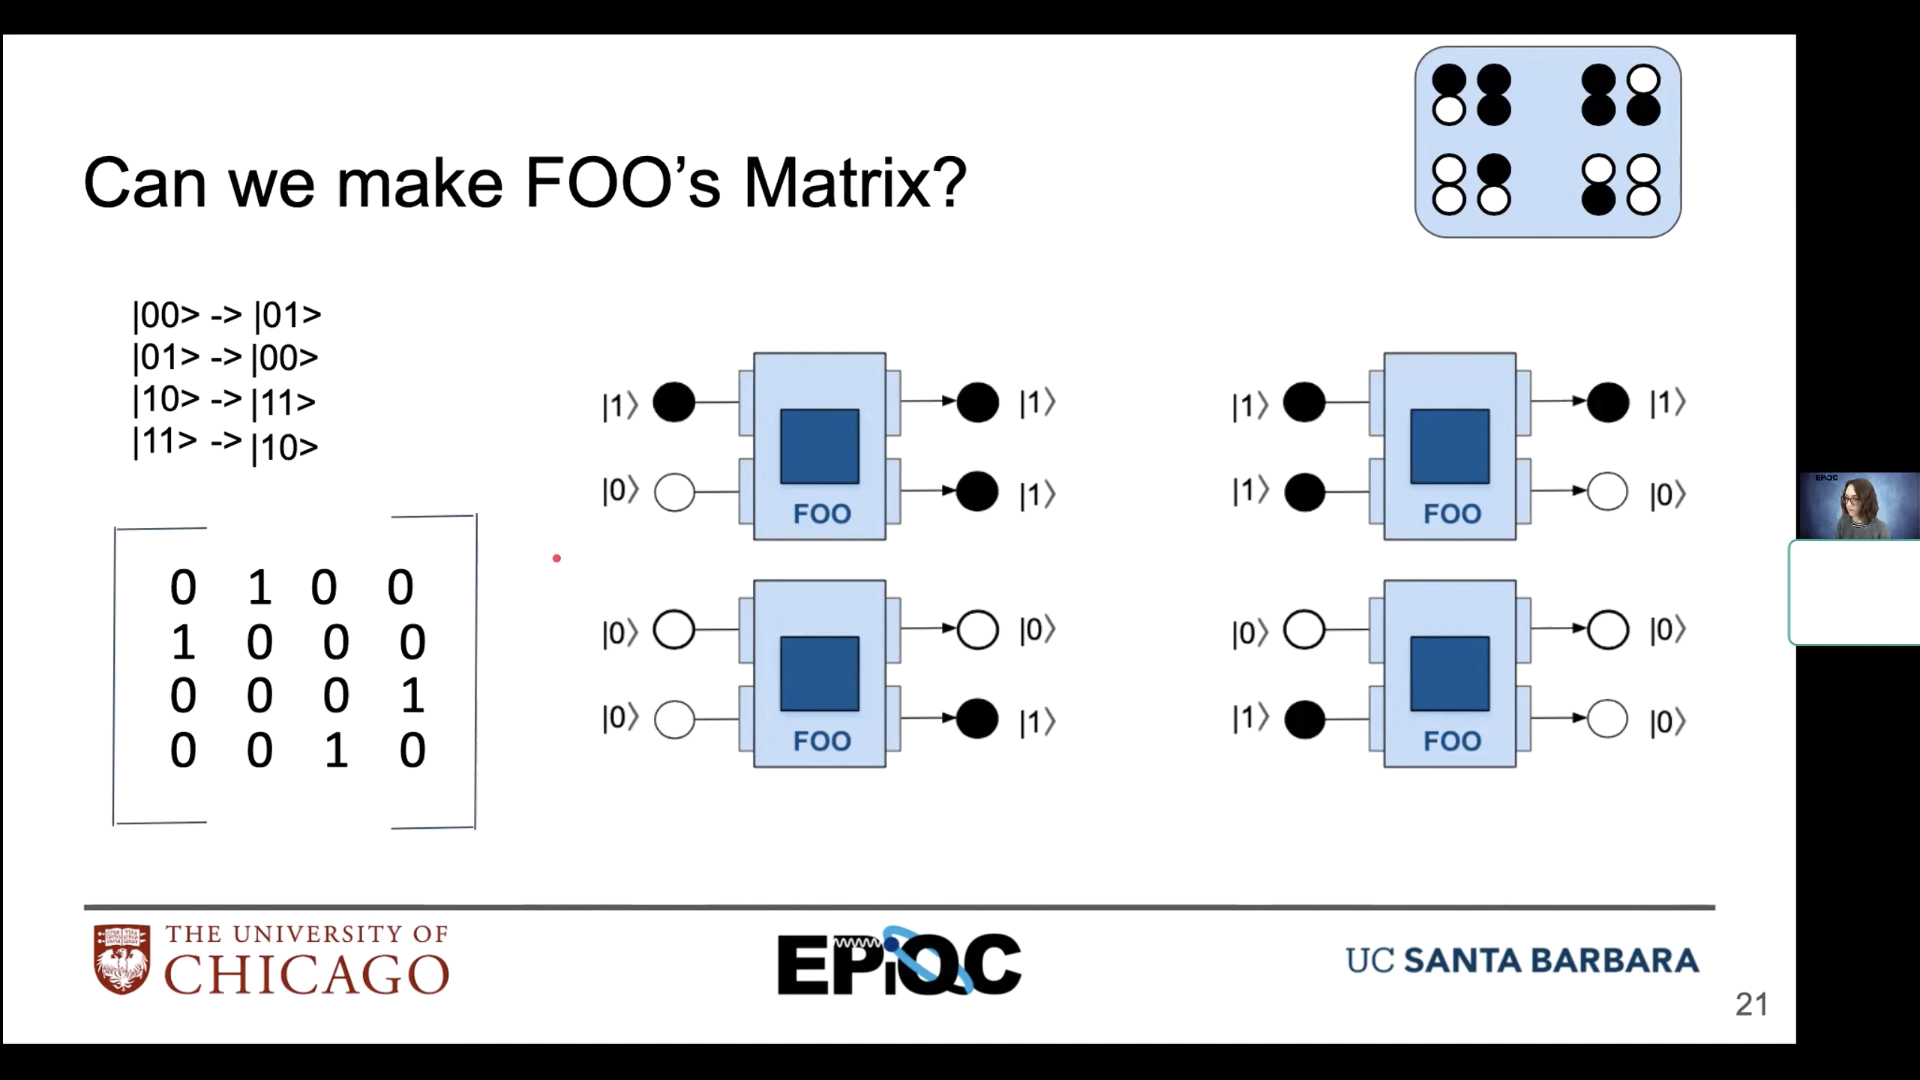 Can we make FOO's Matrix?
|00> -> |01>
|01> -> |00>
|10> -> |11>
|11> -> |10>
0 1 0 0
1 0 0 0
0 0 0 1
0 0 1 0
|1⟩ |1⟩
|0⟩ |1⟩
FOO
|1⟩ |1⟩
|1⟩ |0⟩
FOO
|0⟩ |0⟩
|0⟩ |1⟩
FOO
|0⟩ |0⟩
|1⟩ |0⟩
FOO
THE UNIVERSITY OF
CHICAGO
EPiQC
UC SANTA BARBARA
21
EPiQC